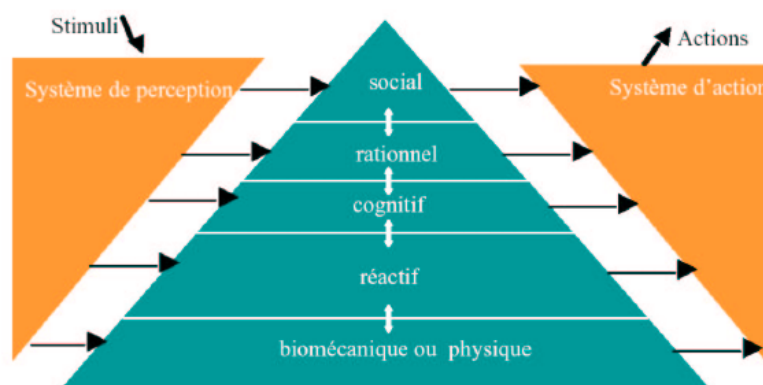 Stimuli
Actions
Système de perception
social
Système d'action
rationnel
cognitif
réactif
biomécanique ou physique